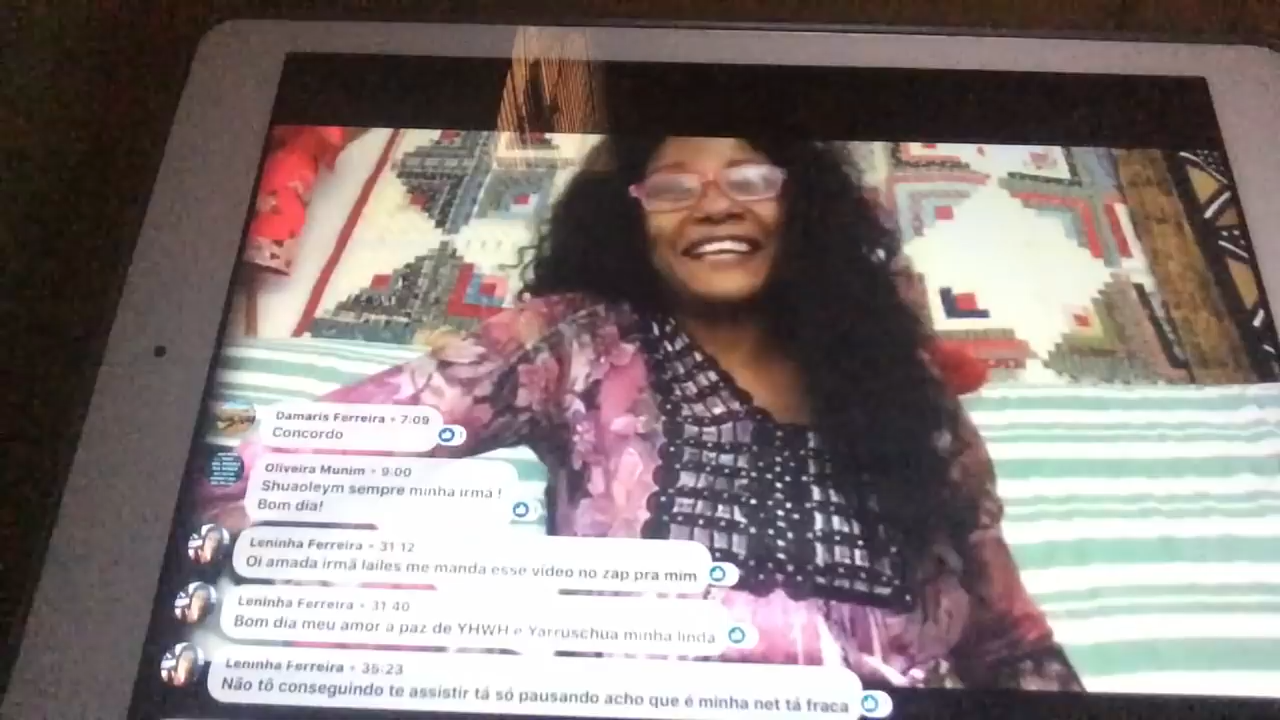 Damaris Ferreira • 7:09
Concordo
1
Oliveira Munim • 9:00
Shuaoleym sempre minha irmã !
Bom dia!
Leninha Ferreira • 31:12
Oi amada irmã lailes me manda esse video no zap pra mim
Leninha Ferreira • 31:40
Bom dia meu amor a paz de YHWH e Yarruschua minha linda
Leninha Ferreira • 35:23
Não tô conseguindo te assistir tá só pausando acho que é minha net tá fraca